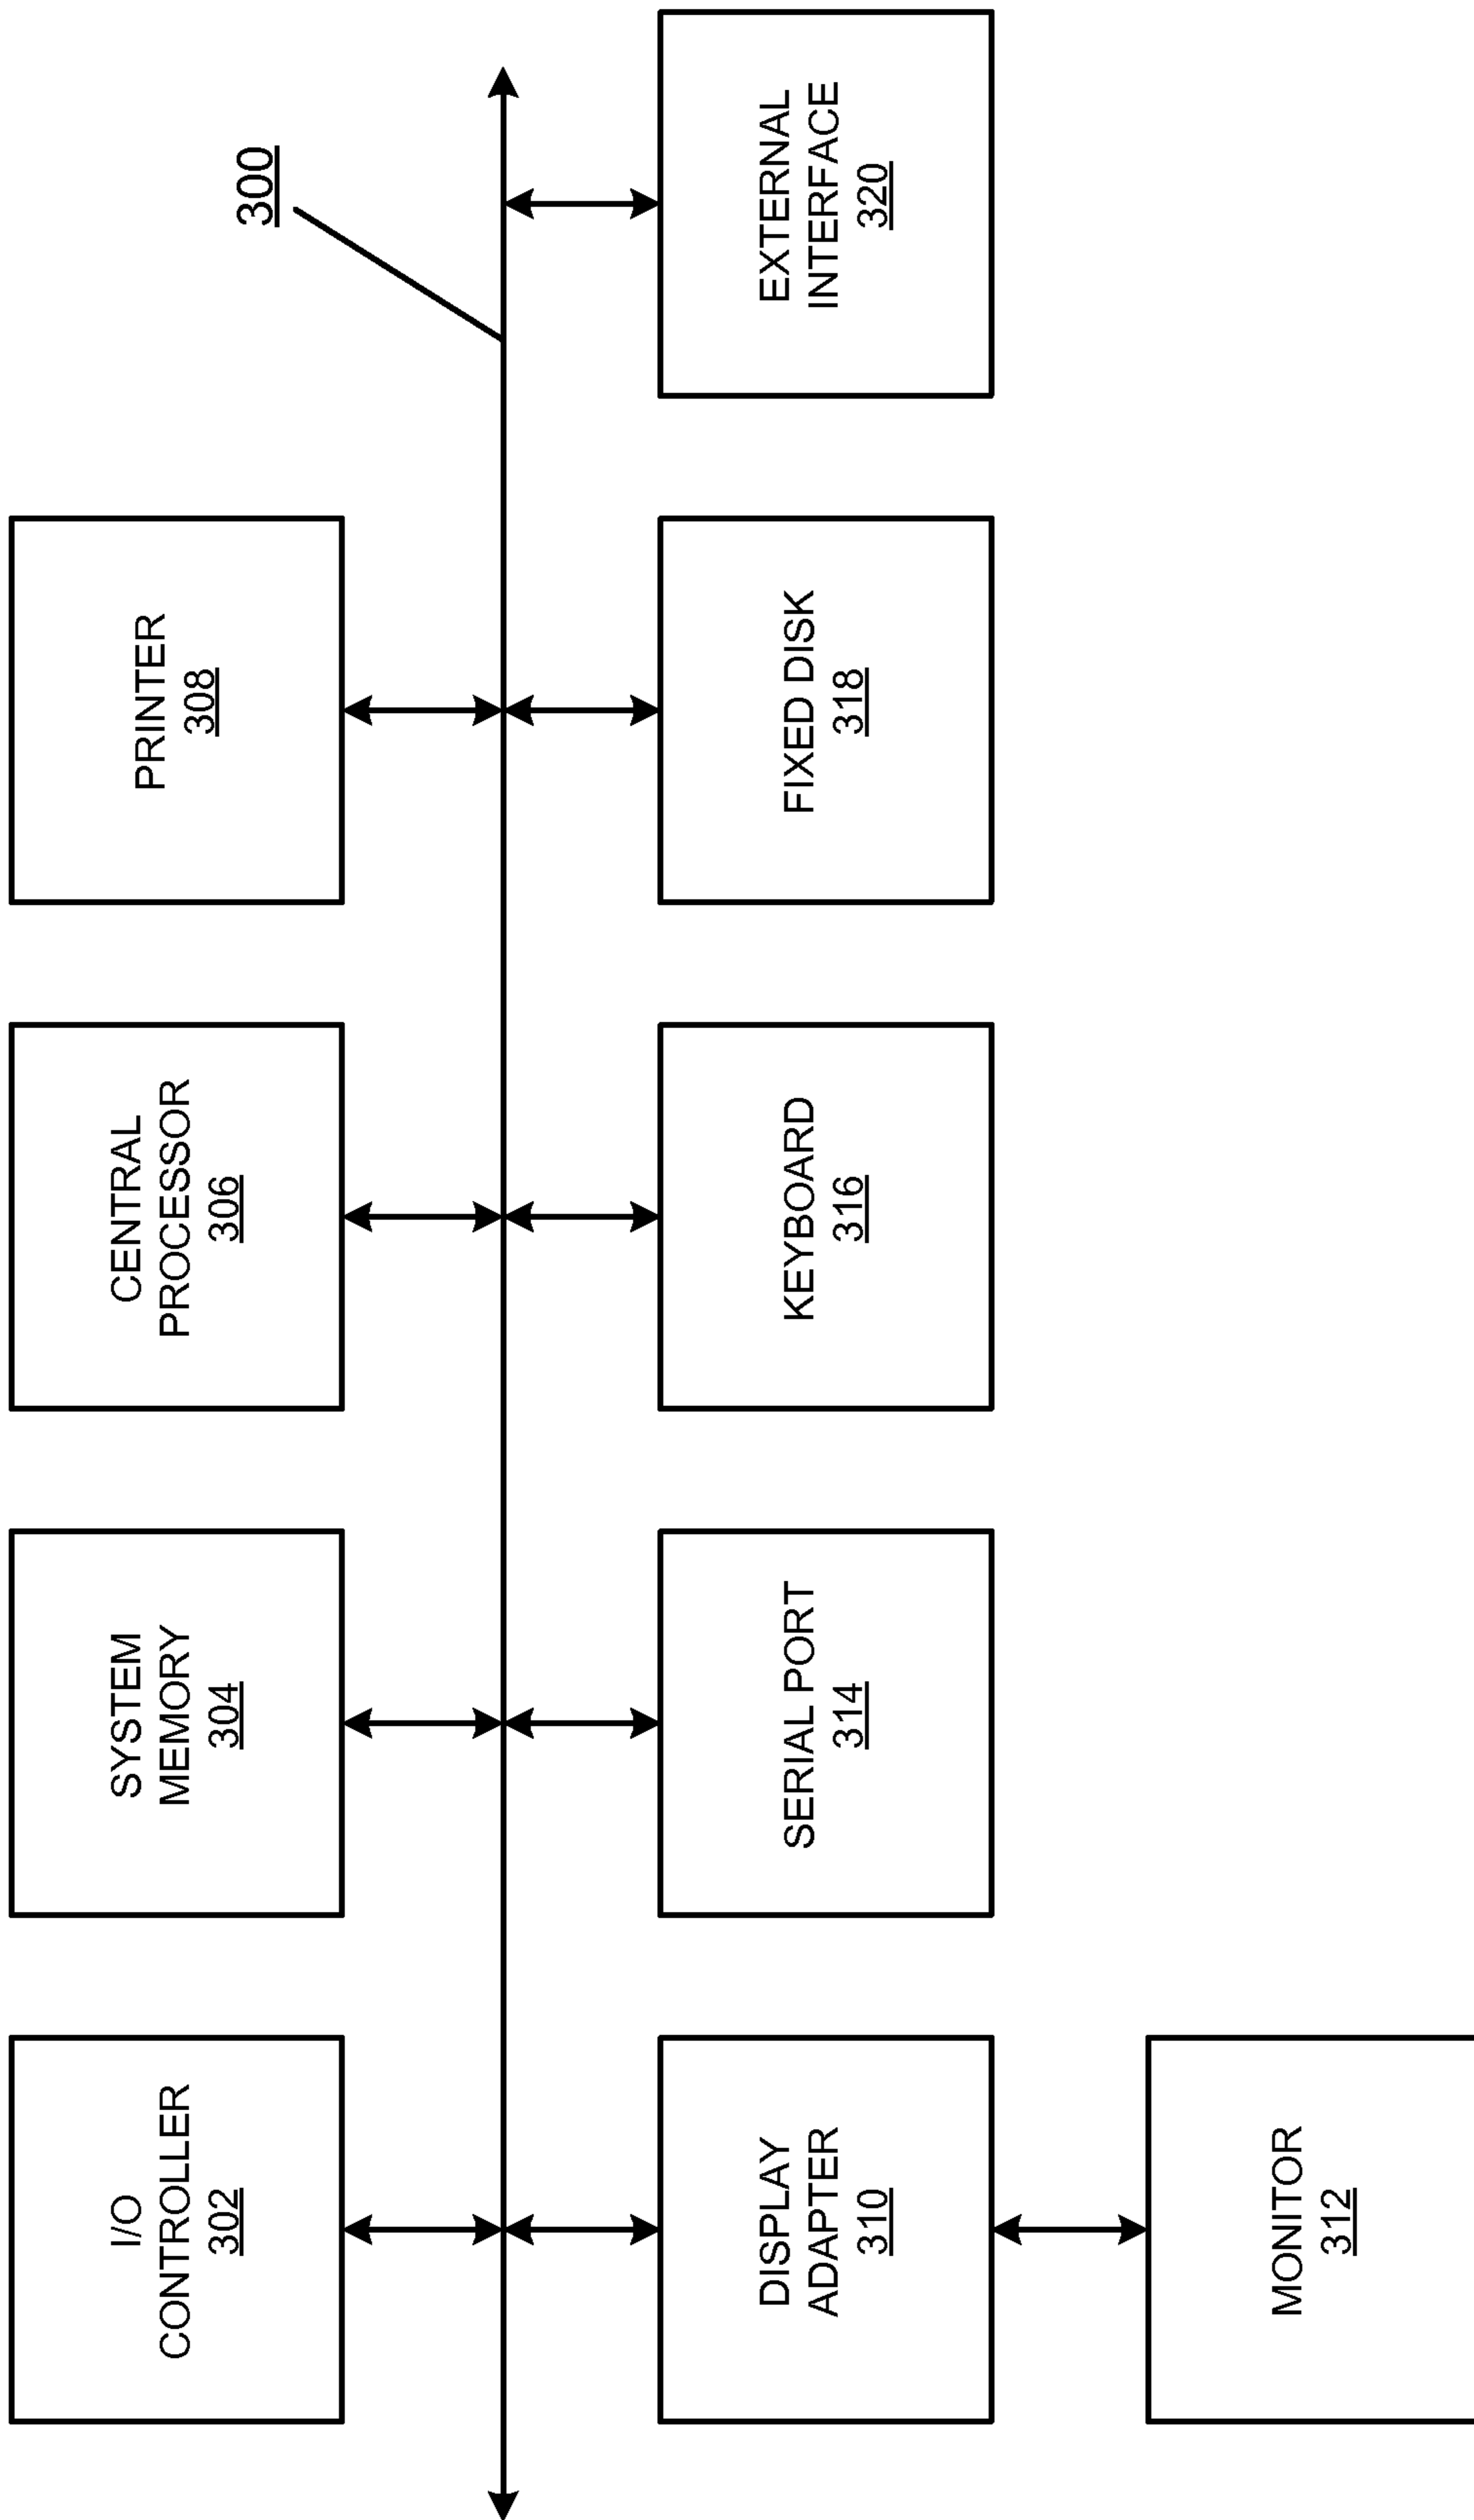 300
I/O
CONTROLLER
302
SYSTEM
MEMORY
304
CENTRAL
PROCESSOR
306
PRINTER
308
DISPLAY
ADAPTER
310
SERIAL PORT
314
KEYBOARD
316
FIXED DISK
318
EXTERNAL
INTERFACE
320
MONITOR
312